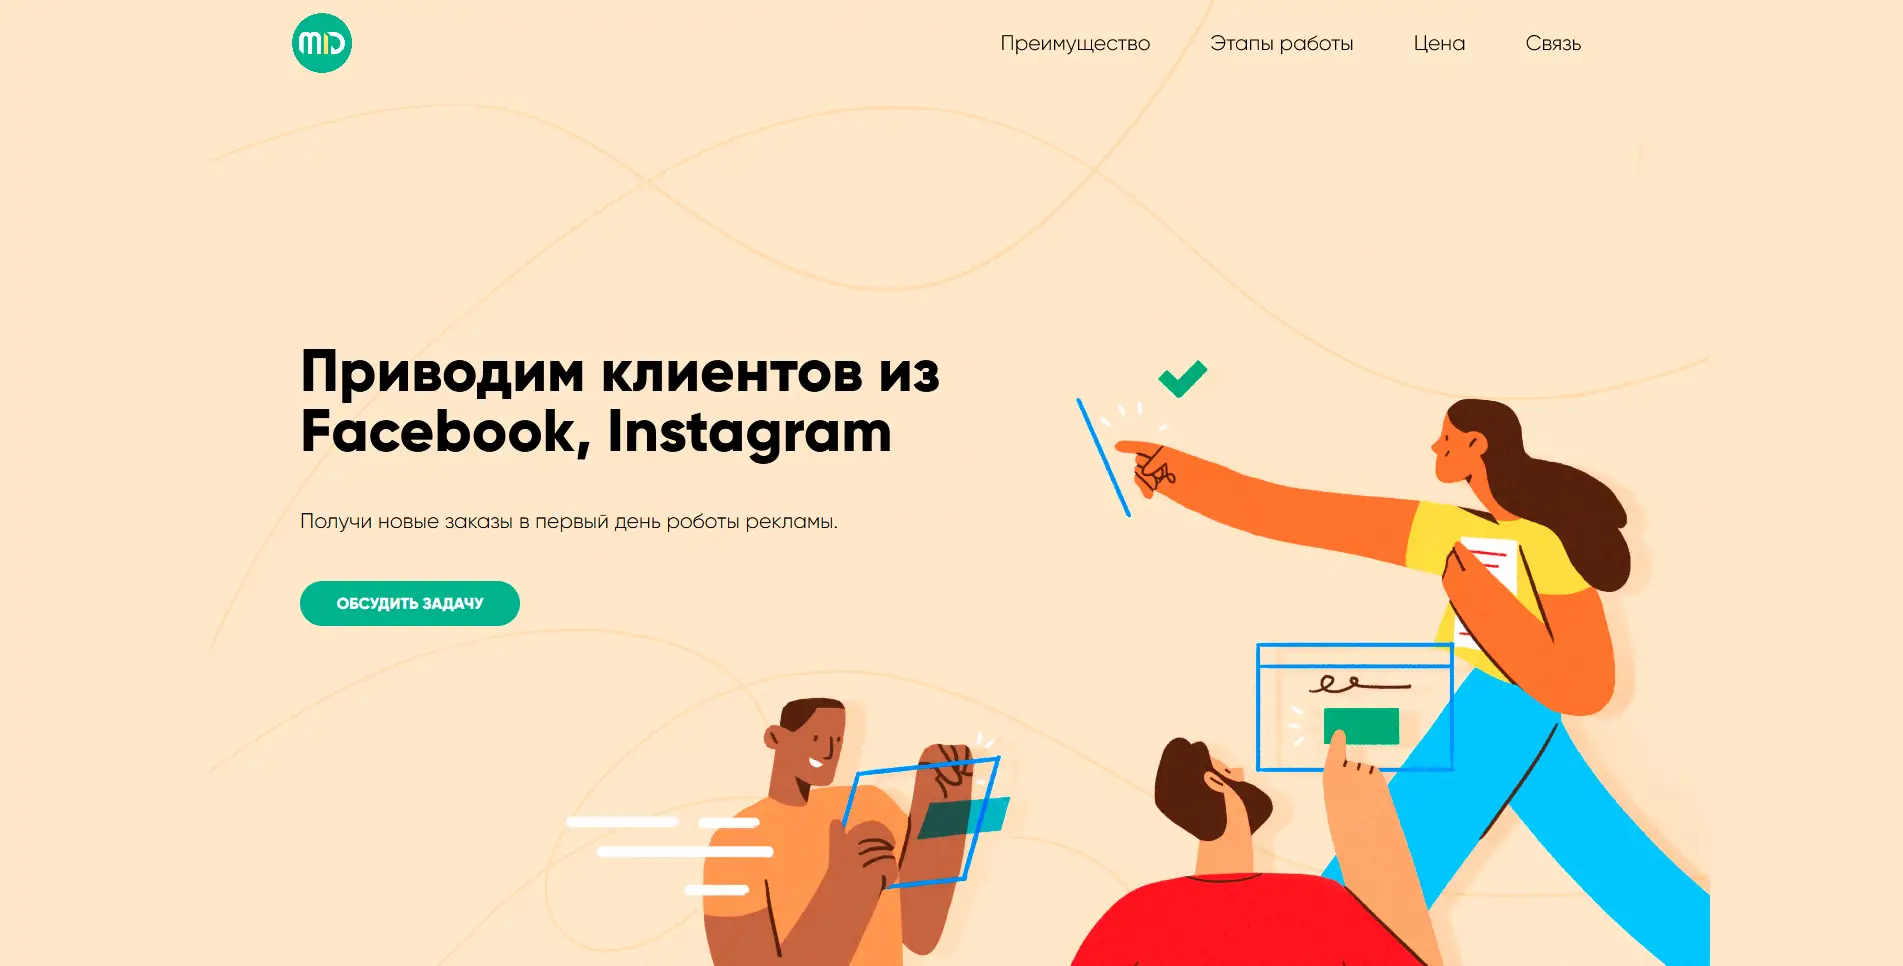 mD
Преимущество
Этапы работы
Цена
Связь
Приводим клиентов из
Facebook, Instagram
Получи новые заказы в первый день роботы рекламы.
ОБСУДИТЬ ЗАДАЧУ